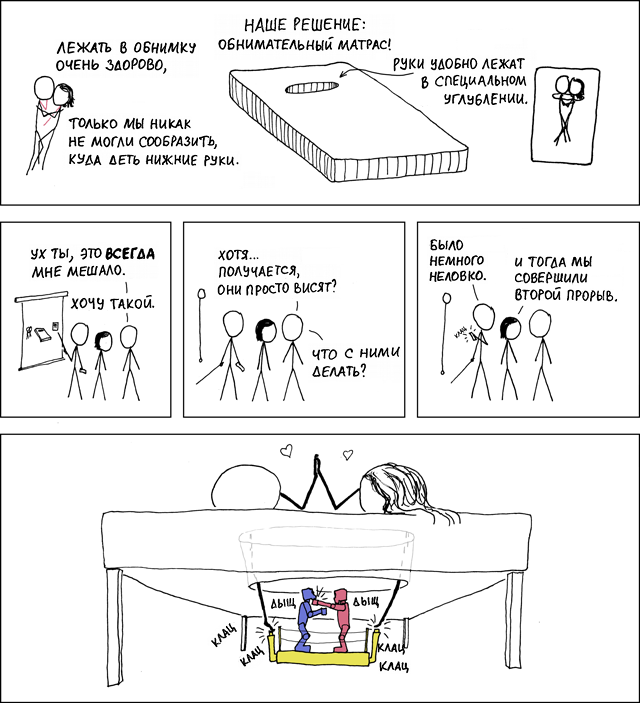 ЛЕЖАТЬ В ОБНИМКУ
ОЧЕНЬ ЗДОРОВО,
ТОЛЬКО МЫ НИКАК
НЕ МОГЛИ СООБРАЗИТЬ,
КУДА ДЕТЬ НИЖНИЕ РУКИ.
НАШЕ РЕШЕНИЕ:
ОБНИМАТЕЛЬНЫЙ МАТРАС!
РУКИ УДОБНО ЛЕЖАТ
В СПЕЦИАЛЬНОМ
УГЛУБЛЕНИИ.
УХ ТЫ, ЭТО ВСЕГДА
МНЕ МЕШАЛО.
ХОЧУ ТАКОЙ.
ХОТЯ...
ПОЛУЧАЕТСЯ,
ОНИ ПРОСТО ВИСЯТ?
ЧТО С НИМИ
ДЕЛАТЬ?
БЫЛО
НЕМНОГО
НЕЛОВКО.
КЛАЦ
И ТОГДА МЫ
СОВЕРШИЛИ
ВТОРОЙ ПРОРЫВ.
ДЫЩ
ДЫЩ
КЛАЦ
КЛАЦ
КЛАЦ
КЛАЦ